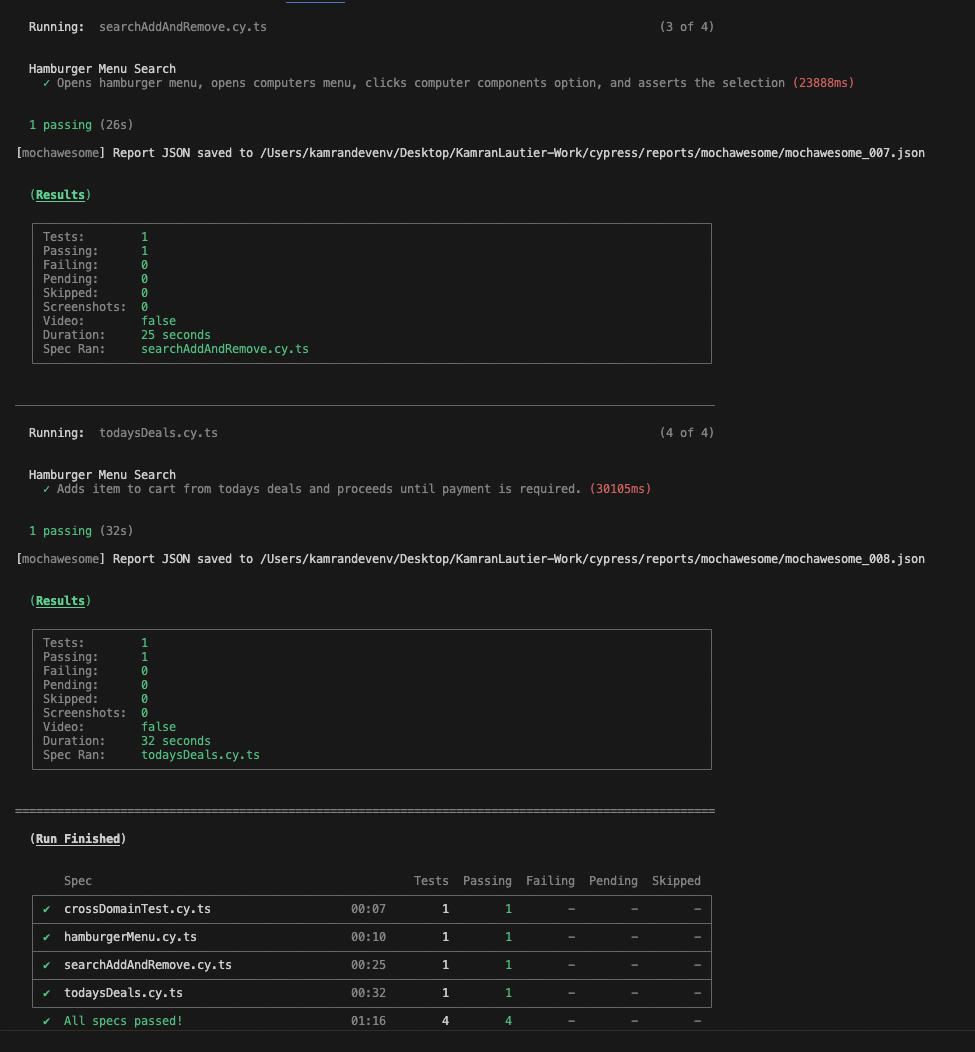 Running:  searchAddAndRemove.cy.ts (3 of 4)
Hamburger Menu Search
✓ Opens hamburger menu, opens computers menu, clicks computer components option, and asserts the selection (23888ms)
1 passing (26s)
[mochawesome] Report JSON saved to /Users/kamrandevenv/Desktop/KamranLautier-Work/cypress/reports/mochawesome/mochawesome_007.json
(Results)
Tests: 1
Passing: 1
Failing: 0
Pending: 0
Skipped: 0
Screenshots: 0
Video: false
Duration: 25 seconds
Spec Ran: searchAddAndRemove.cy.ts
Running:  todaysDeals.cy.ts (4 of 4)
Hamburger Menu Search
✓ Adds item to cart from todays deals and proceeds until payment is required. (30105ms)
1 passing (32s)
[mochawesome] Report JSON saved to /Users/kamrandevenv/Desktop/KamranLautier-Work/cypress/reports/mochawesome/mochawesome_008.json
(Results)
Tests: 1
Passing: 1
Failing: 0
Pending: 0
Skipped: 0
Screenshots: 0
Video: false
Duration: 32 seconds
Spec Ran: todaysDeals.cy.ts
(Run Finished)
Spec Tests Passing Failing Pending Skipped
✔ crossDomainTest.cy.ts 00:07 1 1 - - -
✔ hamburgerMenu.cy.ts 00:10 1 1 - - -
✔ searchAddAndRemove.cy.ts 00:25 1 1 - - -
✔ todaysDeals.cy.ts 00:32 1 1 - - -
✔ All specs passed! 01:16 4 4 - - -